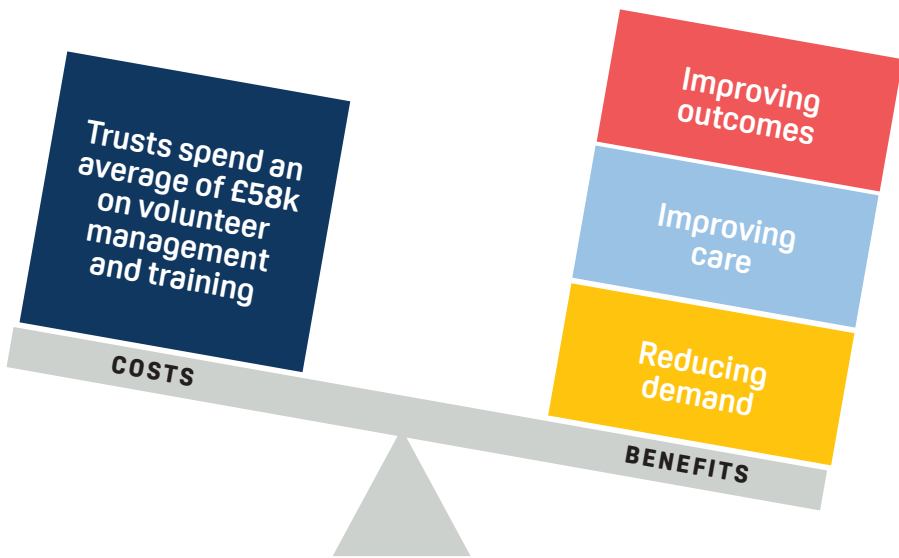 Trusts spend an
average of £58k
on volunteer
management
and training
COSTS
Improving
outcomes
Improving
care
Reducing
demand
BENEFITS